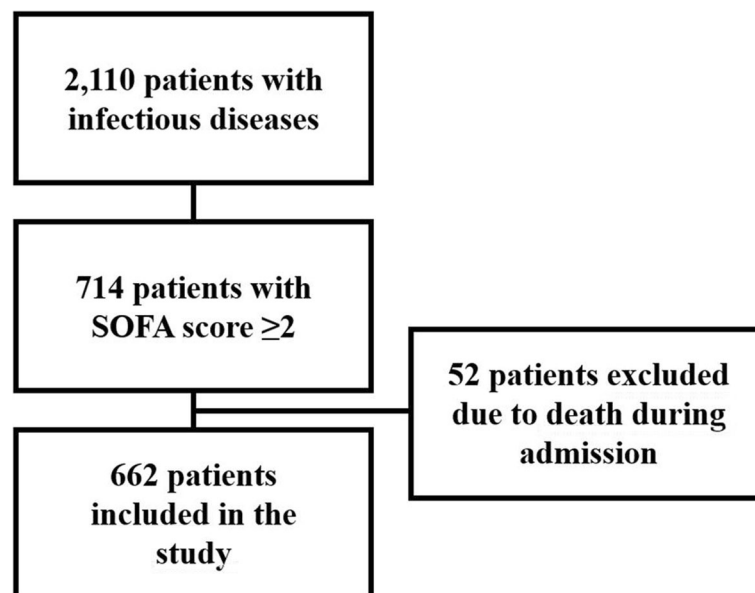 2,110 patients with
infectious diseases
714 patients with
SOFA score ≥2
52 patients excluded
due to death during
admission
662 patients
included in the
study